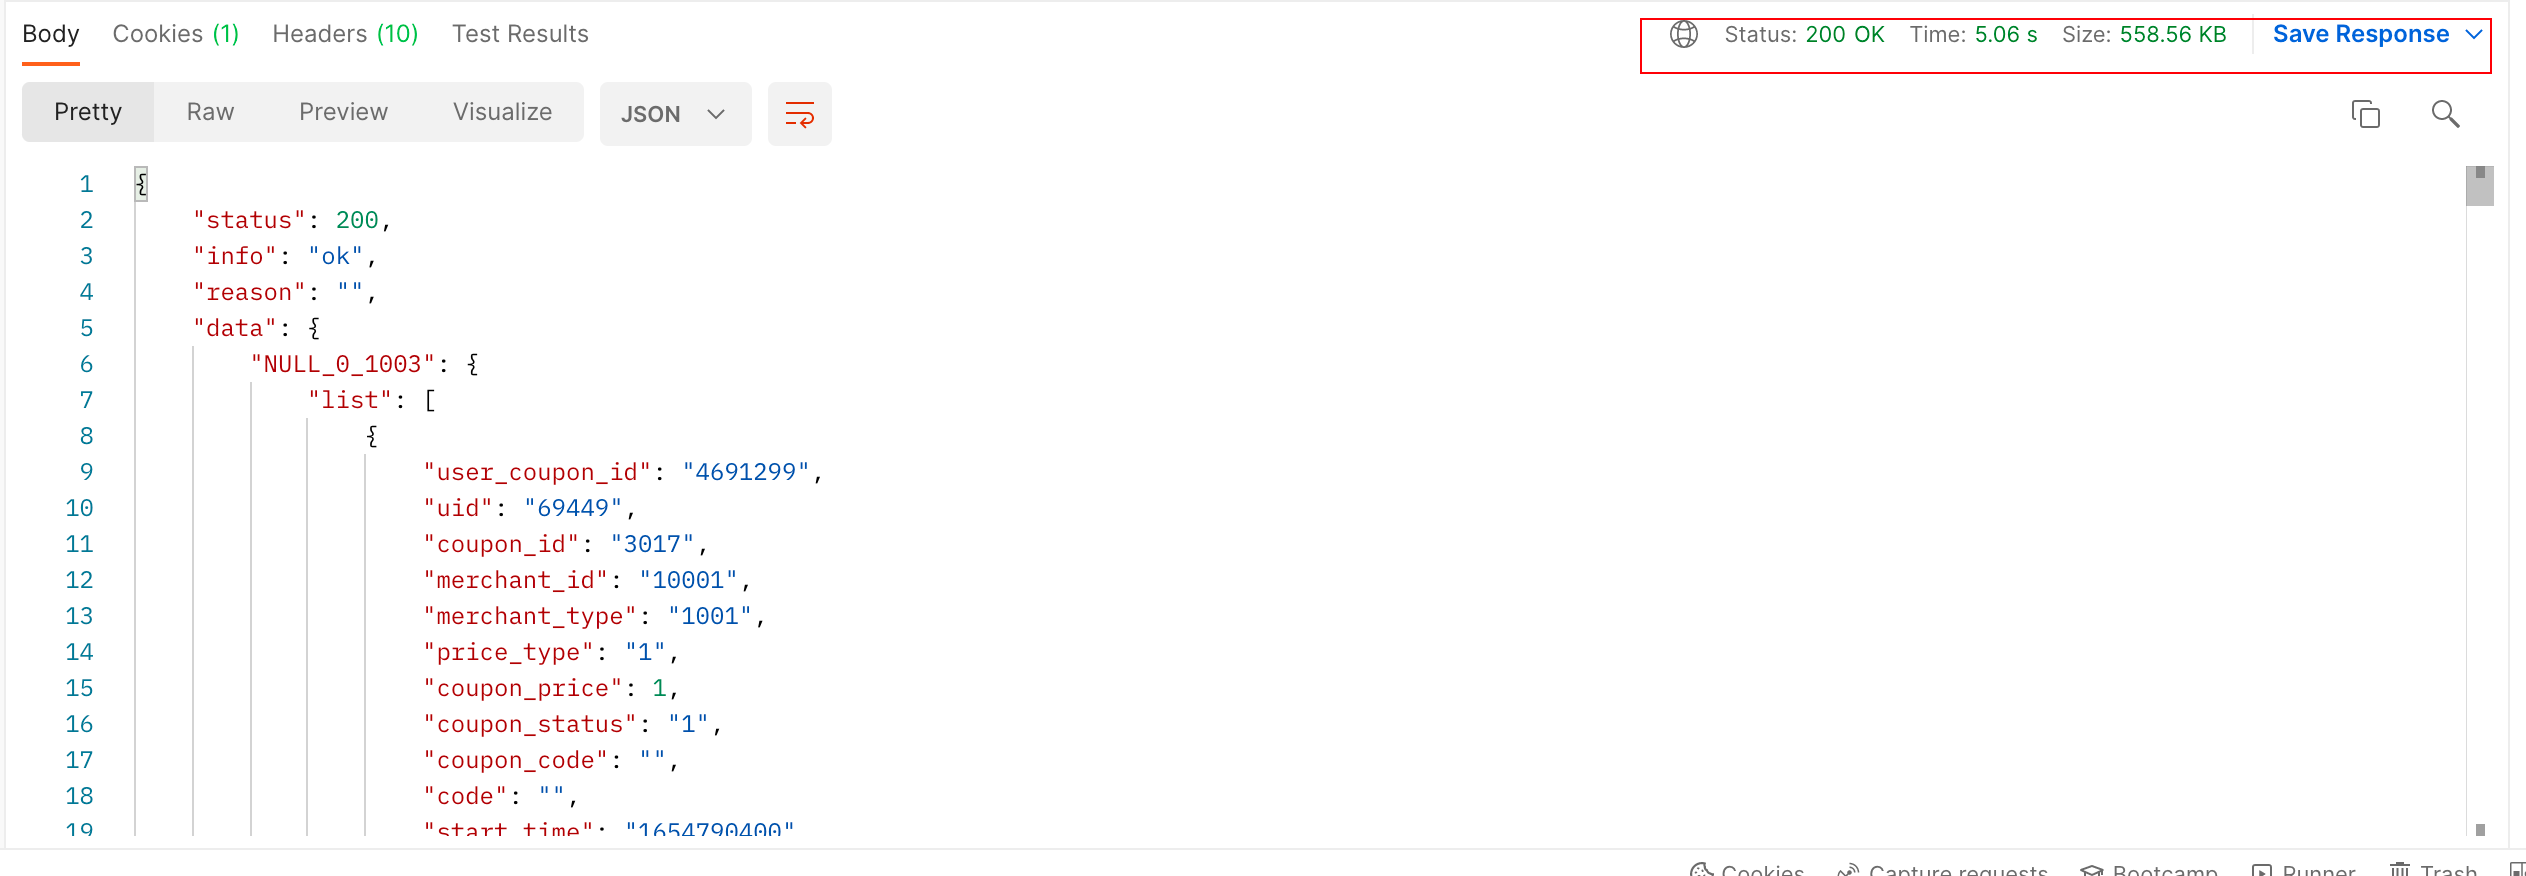 Body Cookies (1) Headers (10) Test Results Status: 200 OK Time: 5.06 s Size: 558.56 KB Save Response
Pretty Raw Preview Visualize JSON
1 {
2 "status": 200,
3 "info": "ok",
4 "reason": "",
5 "data": {
6 "NULL_0_1003": {
7 "list": [
8 {
9 "user_coupon_id": "4691299",
10 "uid": "69449",
11 "coupon_id": "3017",
12 "merchant_id": "10001",
13 "merchant_type": "1001",
14 "price_type": "1",
15 "coupon_price": 1,
16 "coupon_status": "1",
17 "coupon_code": "",
18 "code": "",
19 "start_time": "1654790400"
Cookies Capture requests Bootcamp Runner Trash